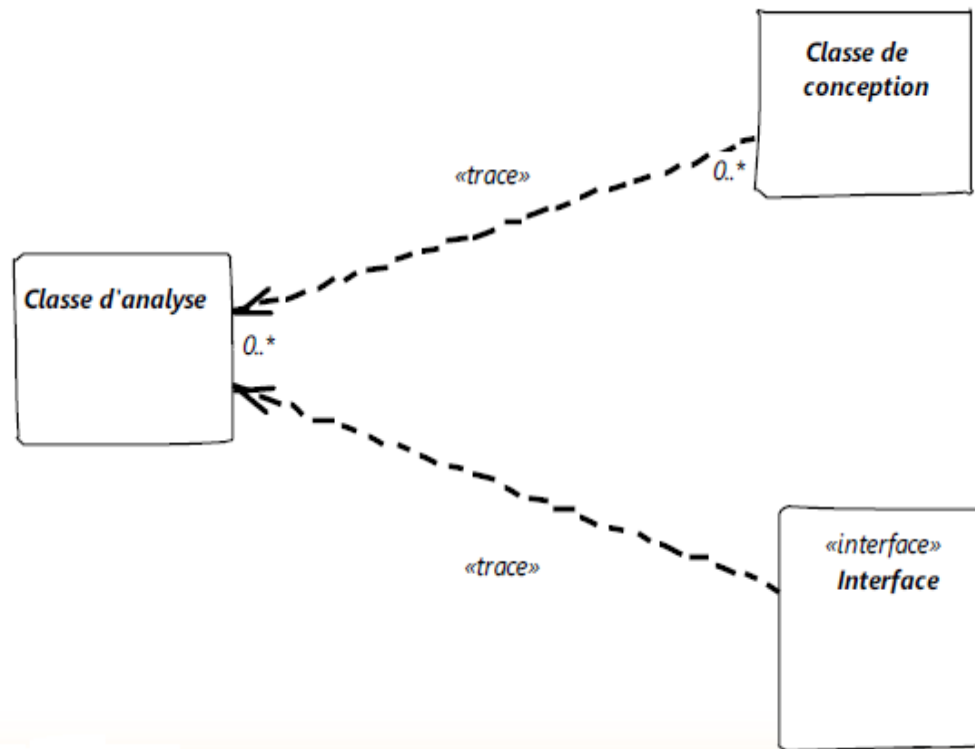 Classe de
conception
«trace»
0..*
Classe d'analyse
0..*
«trace»
«interface»
Interface